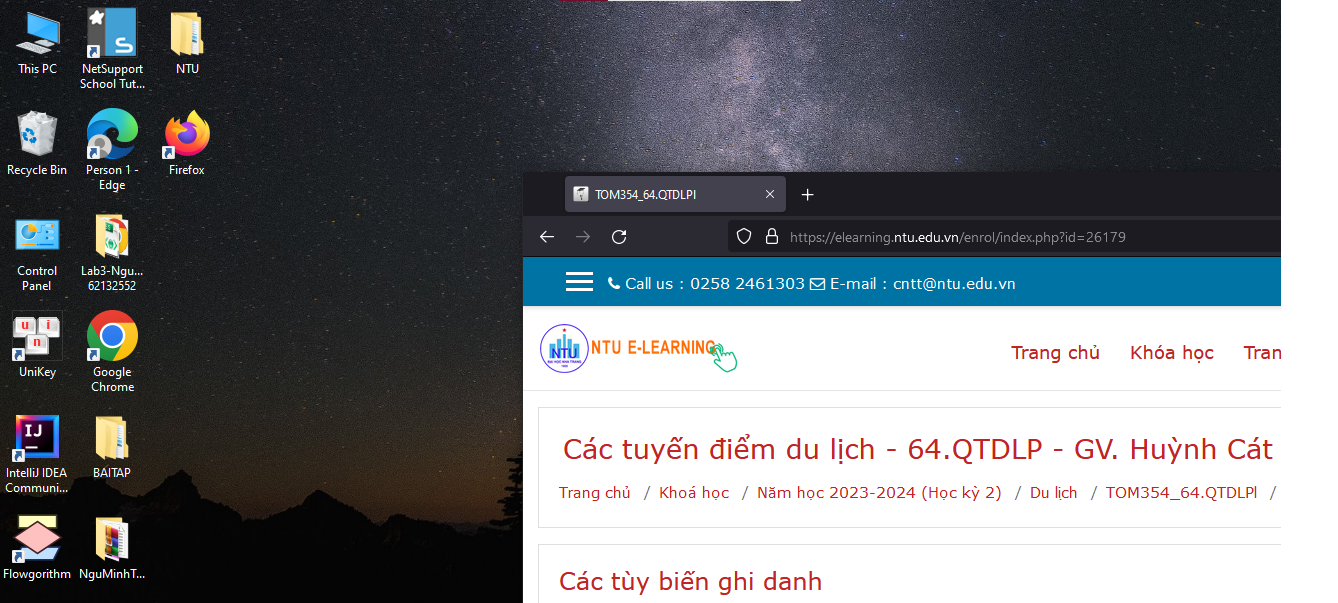 This PC
NetSupport
School Tut...
NTU
Recycle Bin
Person 1 -
Edge
Firefox
Control
Panel
Lab3-Ngu...
62132552
UniKey
Google
Chrome
IntelliJ IDEA
Communi...
BAITAP
Flowgorithm
NguMinhT...
TOM354_64.QTDLPl
https://elearning.ntu.edu.vn/enrol/index.php?id=26179
Call us : 0258 2461303 E-mail : cntt@ntu.edu.vn
NTU
NTU E-LEARNING
Trang chủ Khóa học Tran
Các tuyến điểm du lịch - 64.QTDLP - GV. Huỳnh Cát
Trang chủ / Khoá học / Năm học 2023-2024 (Học kỳ 2) / Du lịch / TOM354_64.QTDLPl /
Các tùy biến ghi danh